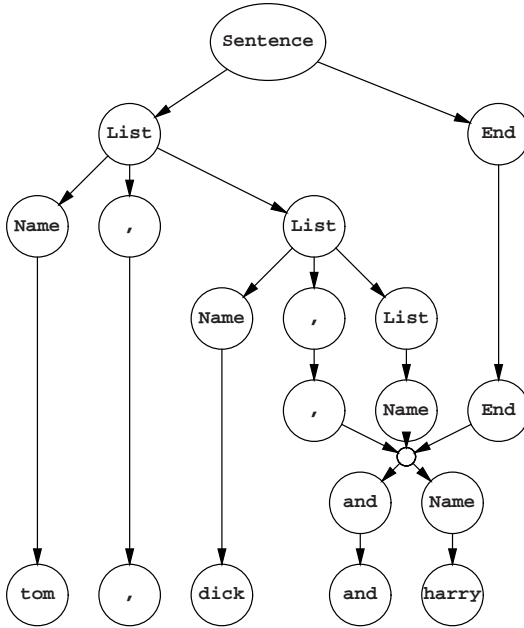 Sentence
List End
Name , List
Name , List
, Name End
and Name
tom , dick and harry